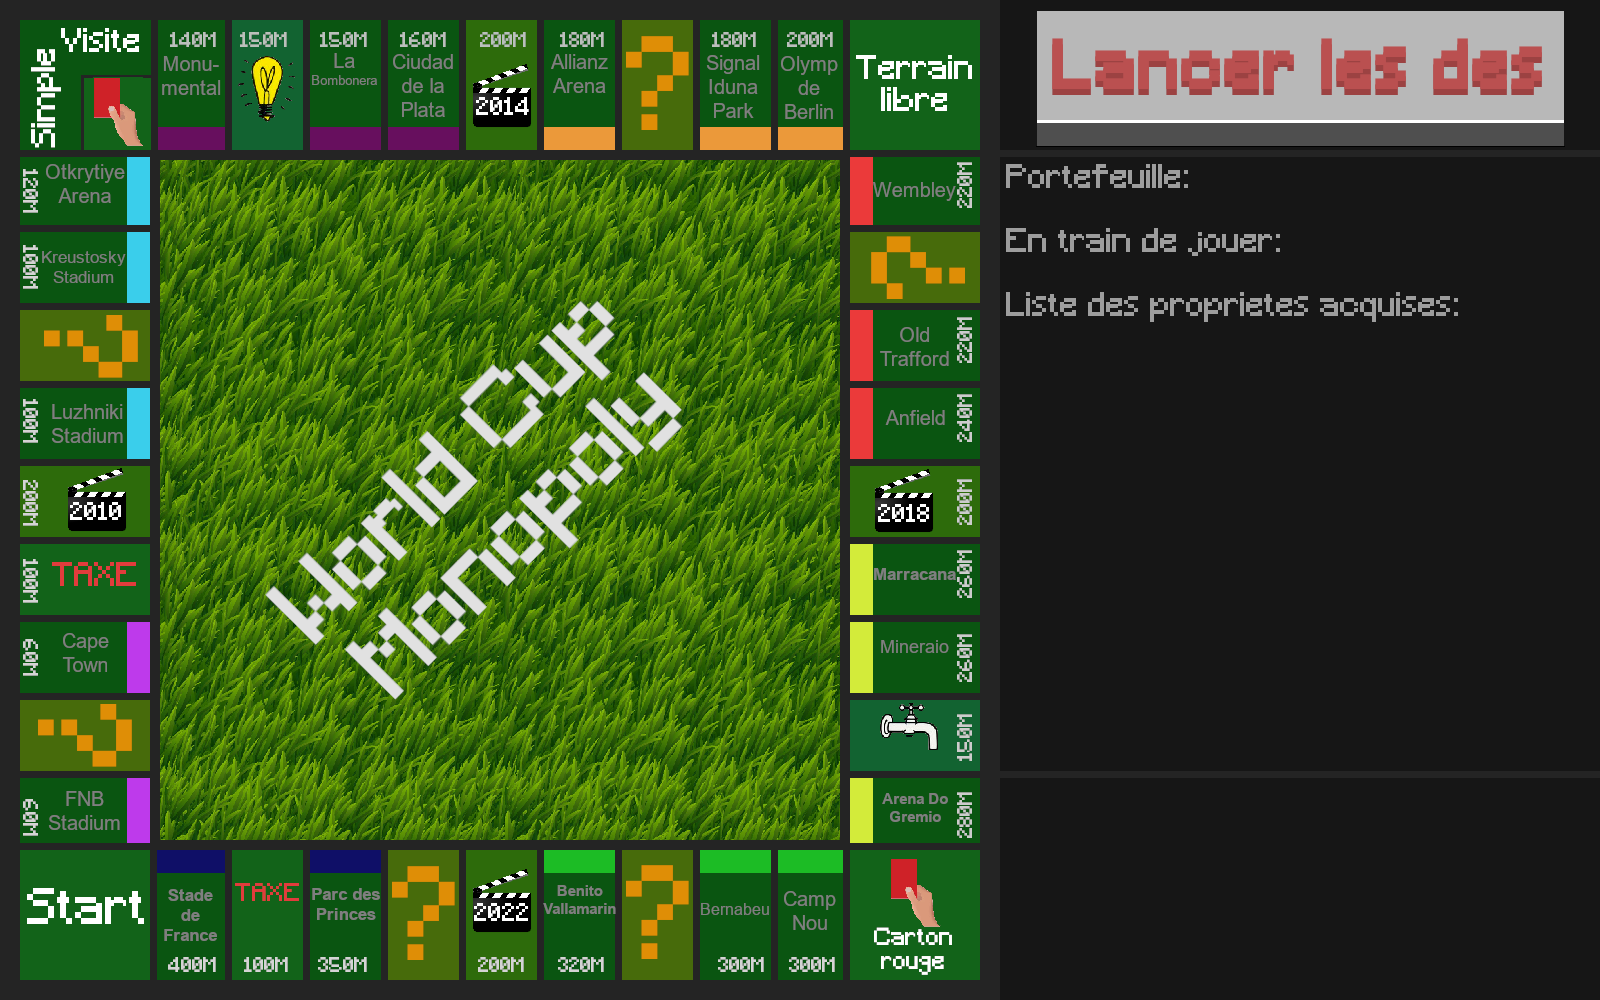 Simple
Visite
140M
Monu-
mental
150M
150M
La
Bombonera
160M
Ciudad
de la
Plata
200M
2014
180M
Allianz
Arena
?
180M
Signal
Iduna
Park
200M
Olymp
de
Berlin
Terrain
libre
Lancer les des
120M
Otkrytiye
Arena
100M
Kreustosky
Stadium
?
100M
Luzhniki
Stadium
200M
2010
100M
TAXE
60M
Cape
Town
?
60M
FNB
Stadium
World Cup
Monopoly
Wembley
220M
?
Old
Trafford
220M
Anfield
240M
2018
200M
Marracana
260M
Mineraio
260M
150M
Arena Do
Gremio
280M
Start
Stade
de
France
400M
TAXE
100M
Parc des
Princes
350M
?
2022
200M
Benito
Vallamarin
320M
?
Bernabeu
300M
Camp
Nou
300M
Carton
rouge
Portefeuille:
En train de jouer:
Liste des proprietes acquises: